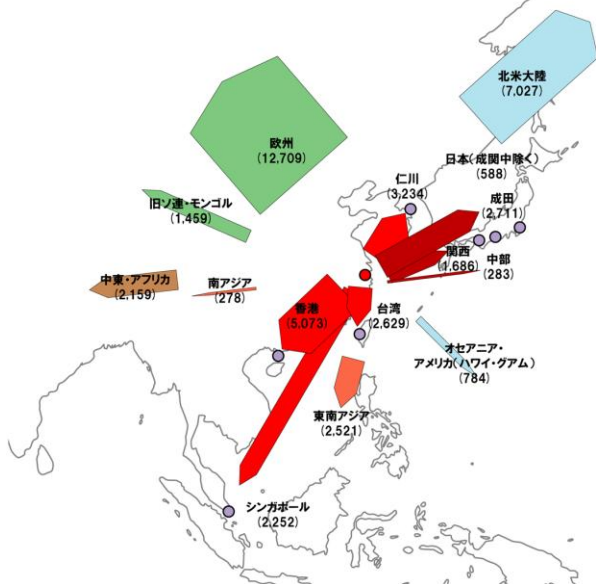 北米大陸
(7,027)
欧州
(12,709)
日本(成関中除く)
(588)
仁川
(3,234)
成田
(2,711)
旧ソ連・モンゴル
(1,459)
関西
(1,686)
中部
(283)
中東・アフリカ
(2,159)
南アジア
(278)
香港
(5,073)
台湾
(2,629)
オセアニア・
アメリカ(ハワイ・グアム)
(784)
東南アジア
(2,521)
シンガポール
(2,252)